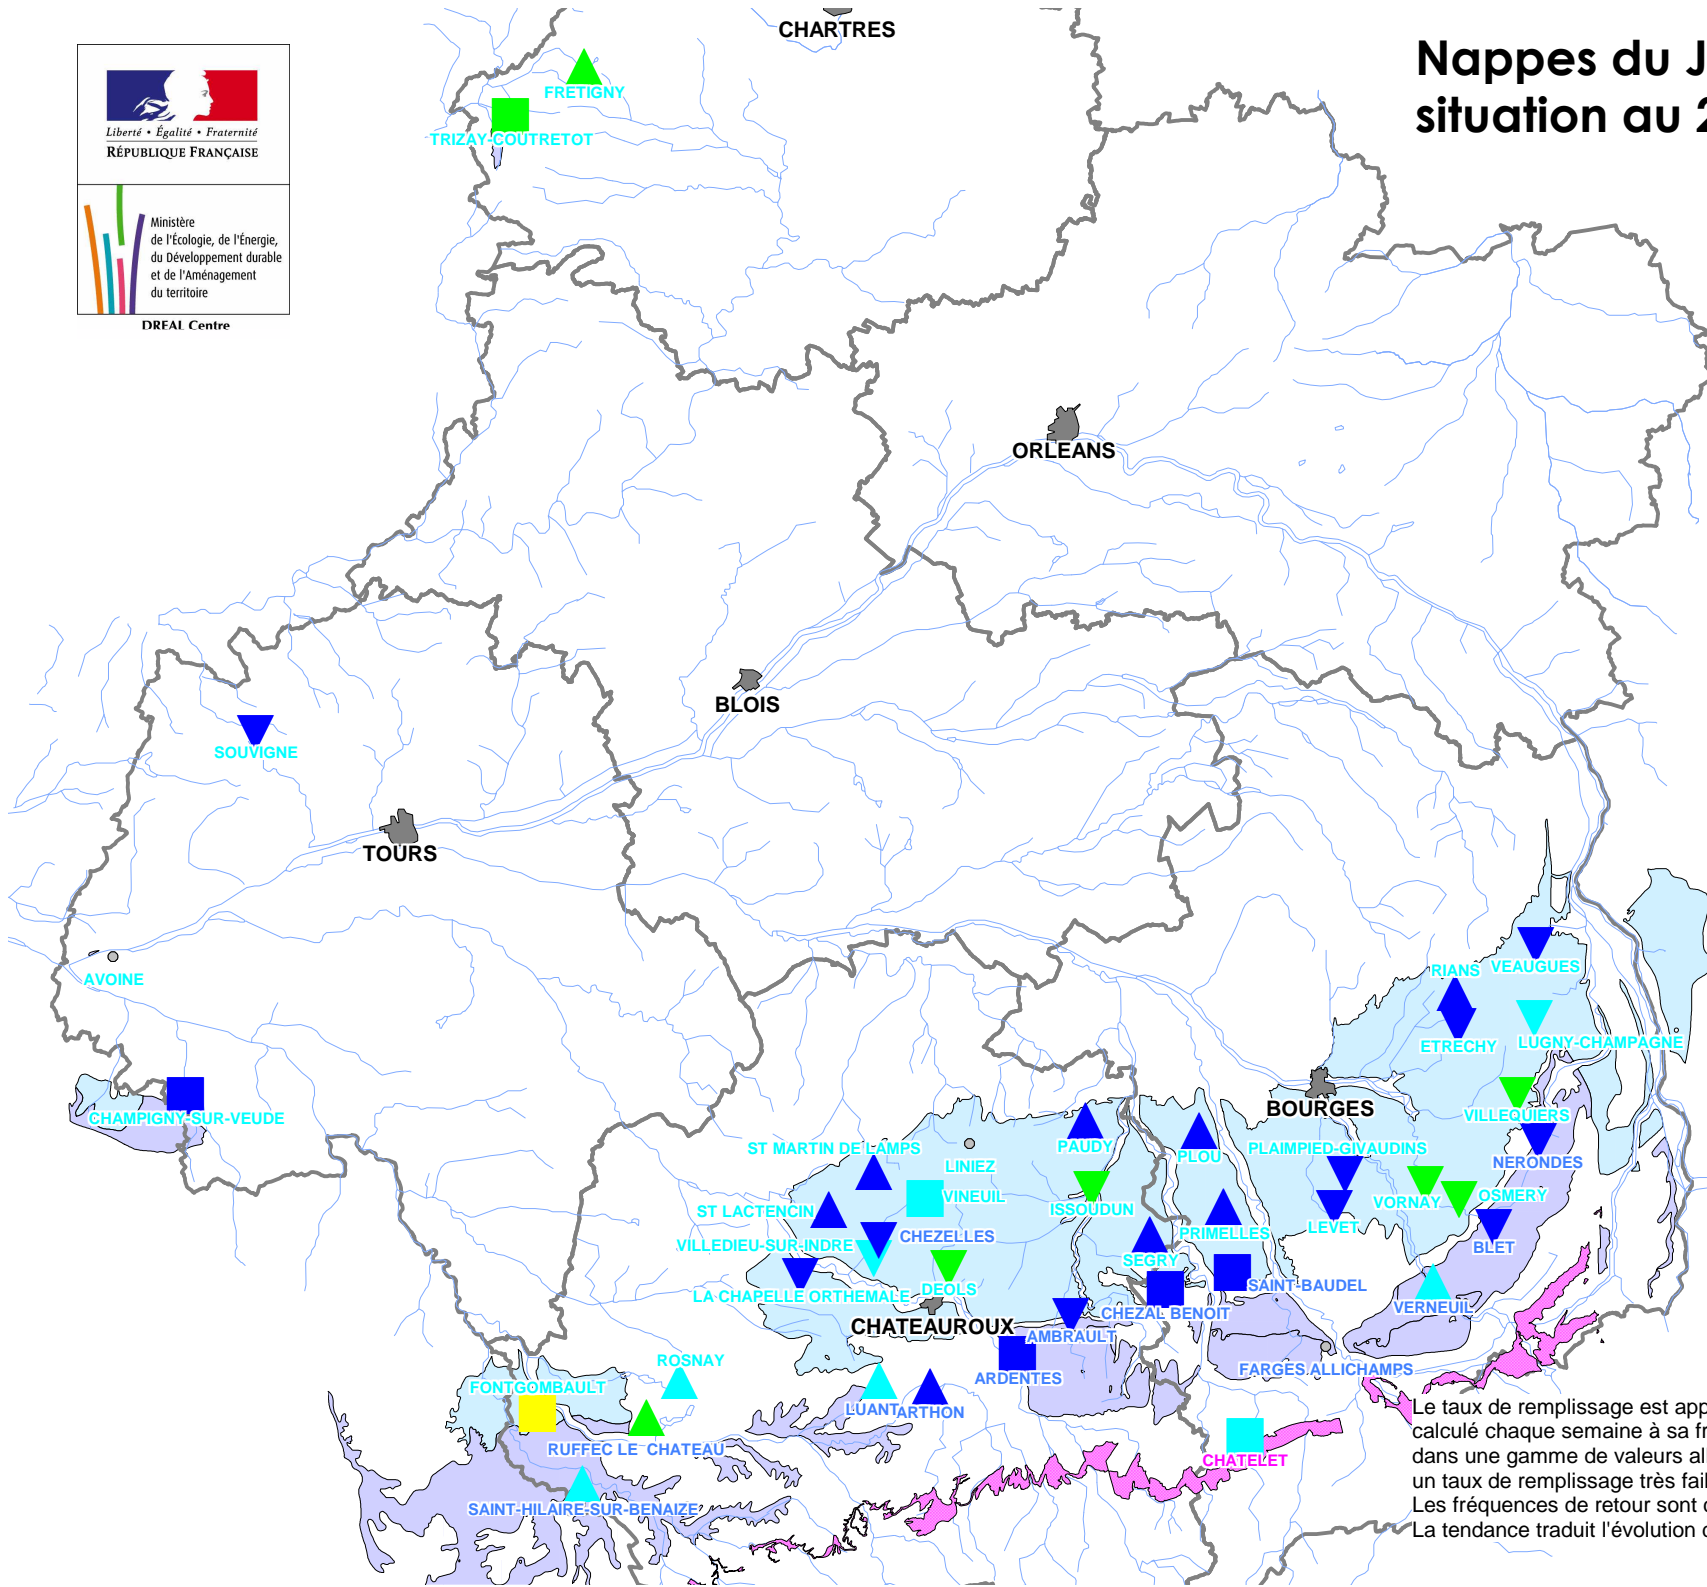 CHARTRES
Nappes du J
situation au 2
Liberté • Égalité • Fraternité
RÉPUBLIQUE FRANÇAISE
Ministère
de l'Écologie, de l'Énergie,
du Développement durable
et de l'Aménagement
du territoire
DREAL Centre
FRETIGNY
TRIZAY-COUTRETOT
ORLEANS
BLOIS
SOUVIGNE
TOURS
AVOINE
RIANS
VEAUGUES
ETRECHY
LUGNY-CHAMPAGNE
CHAMPIGNY-SUR-VEUDE
BOURGES
VILLEQUIERS
ST MARTIN DE LAMPS
PAUDY
PLOU
PLAIMPIED-GIVAUDINS
NERONDES
LINIEZ
VINEUIL
ISSOUDUN
VORNAY
OSMERY
ST LACTENCIN
PRIMELLES
LEVET
CHEZELLES
VILLEDIEU-SUR-INDRE
SEGRY
BLET
LA CHAPELLE ORTHEMALE
DEOLS
SAINT-BAUDEL
CHEZAL BENOIT
VERNEUIL
CHATEAUROUX
AMBRAULT
ROSNAY
ARDENTES
FARGES ALLICHAMPS
FONTGOMBAULT
LUANT
ARTHON
RUFFEC LE CHATEAU
CHATELET
SAINT-HILAIRE-SUR-BENAIZE
Le taux de remplissage est app
calculé chaque semaine à sa fr
dans une gamme de valeurs all
un taux de remplissage très fail
Les fréquences de retour sont c
La tendance traduit l'évolution d